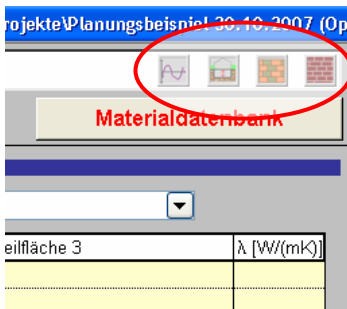 rojekte\Planungsbeispiel 30.10.2007 (Op
Materialdatenbank
eilfläche 3
λ [W/(mK)]